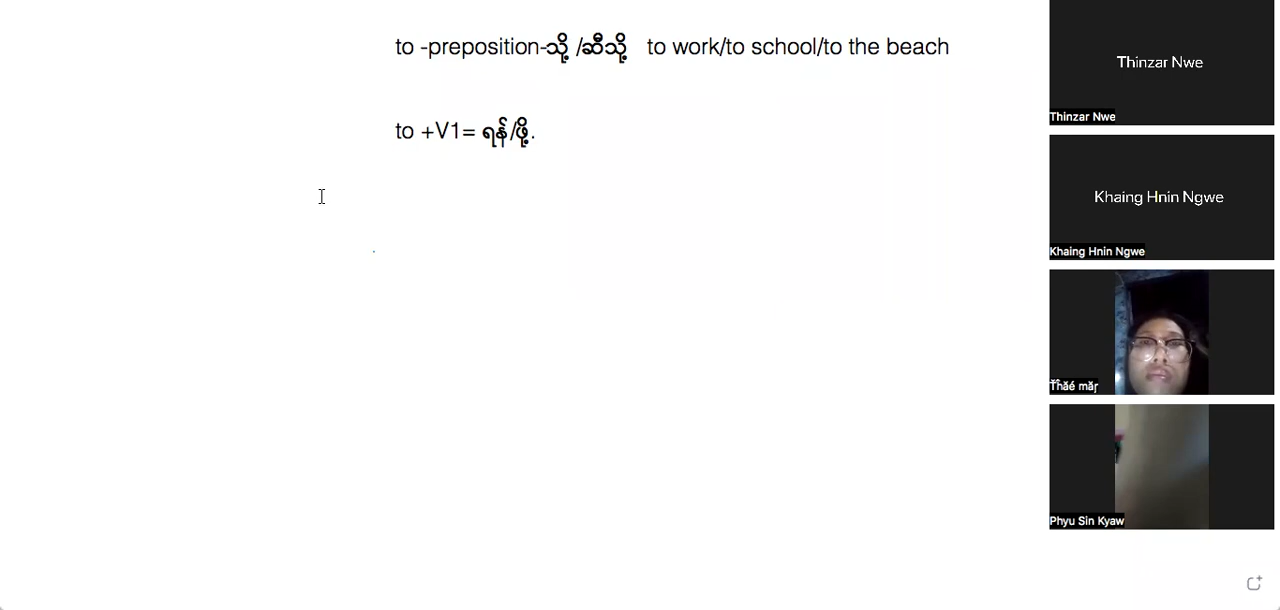 to -preposition-သို့ /ဆီသို့ to work/to school/to the beach
to +V1= ရန်/ဖို့.
Thinzar Nwe
Thinzar Nwe
Khaing Hnin Ngwe
Khaing Hnin Ngwe
Phyu Sin Kyaw